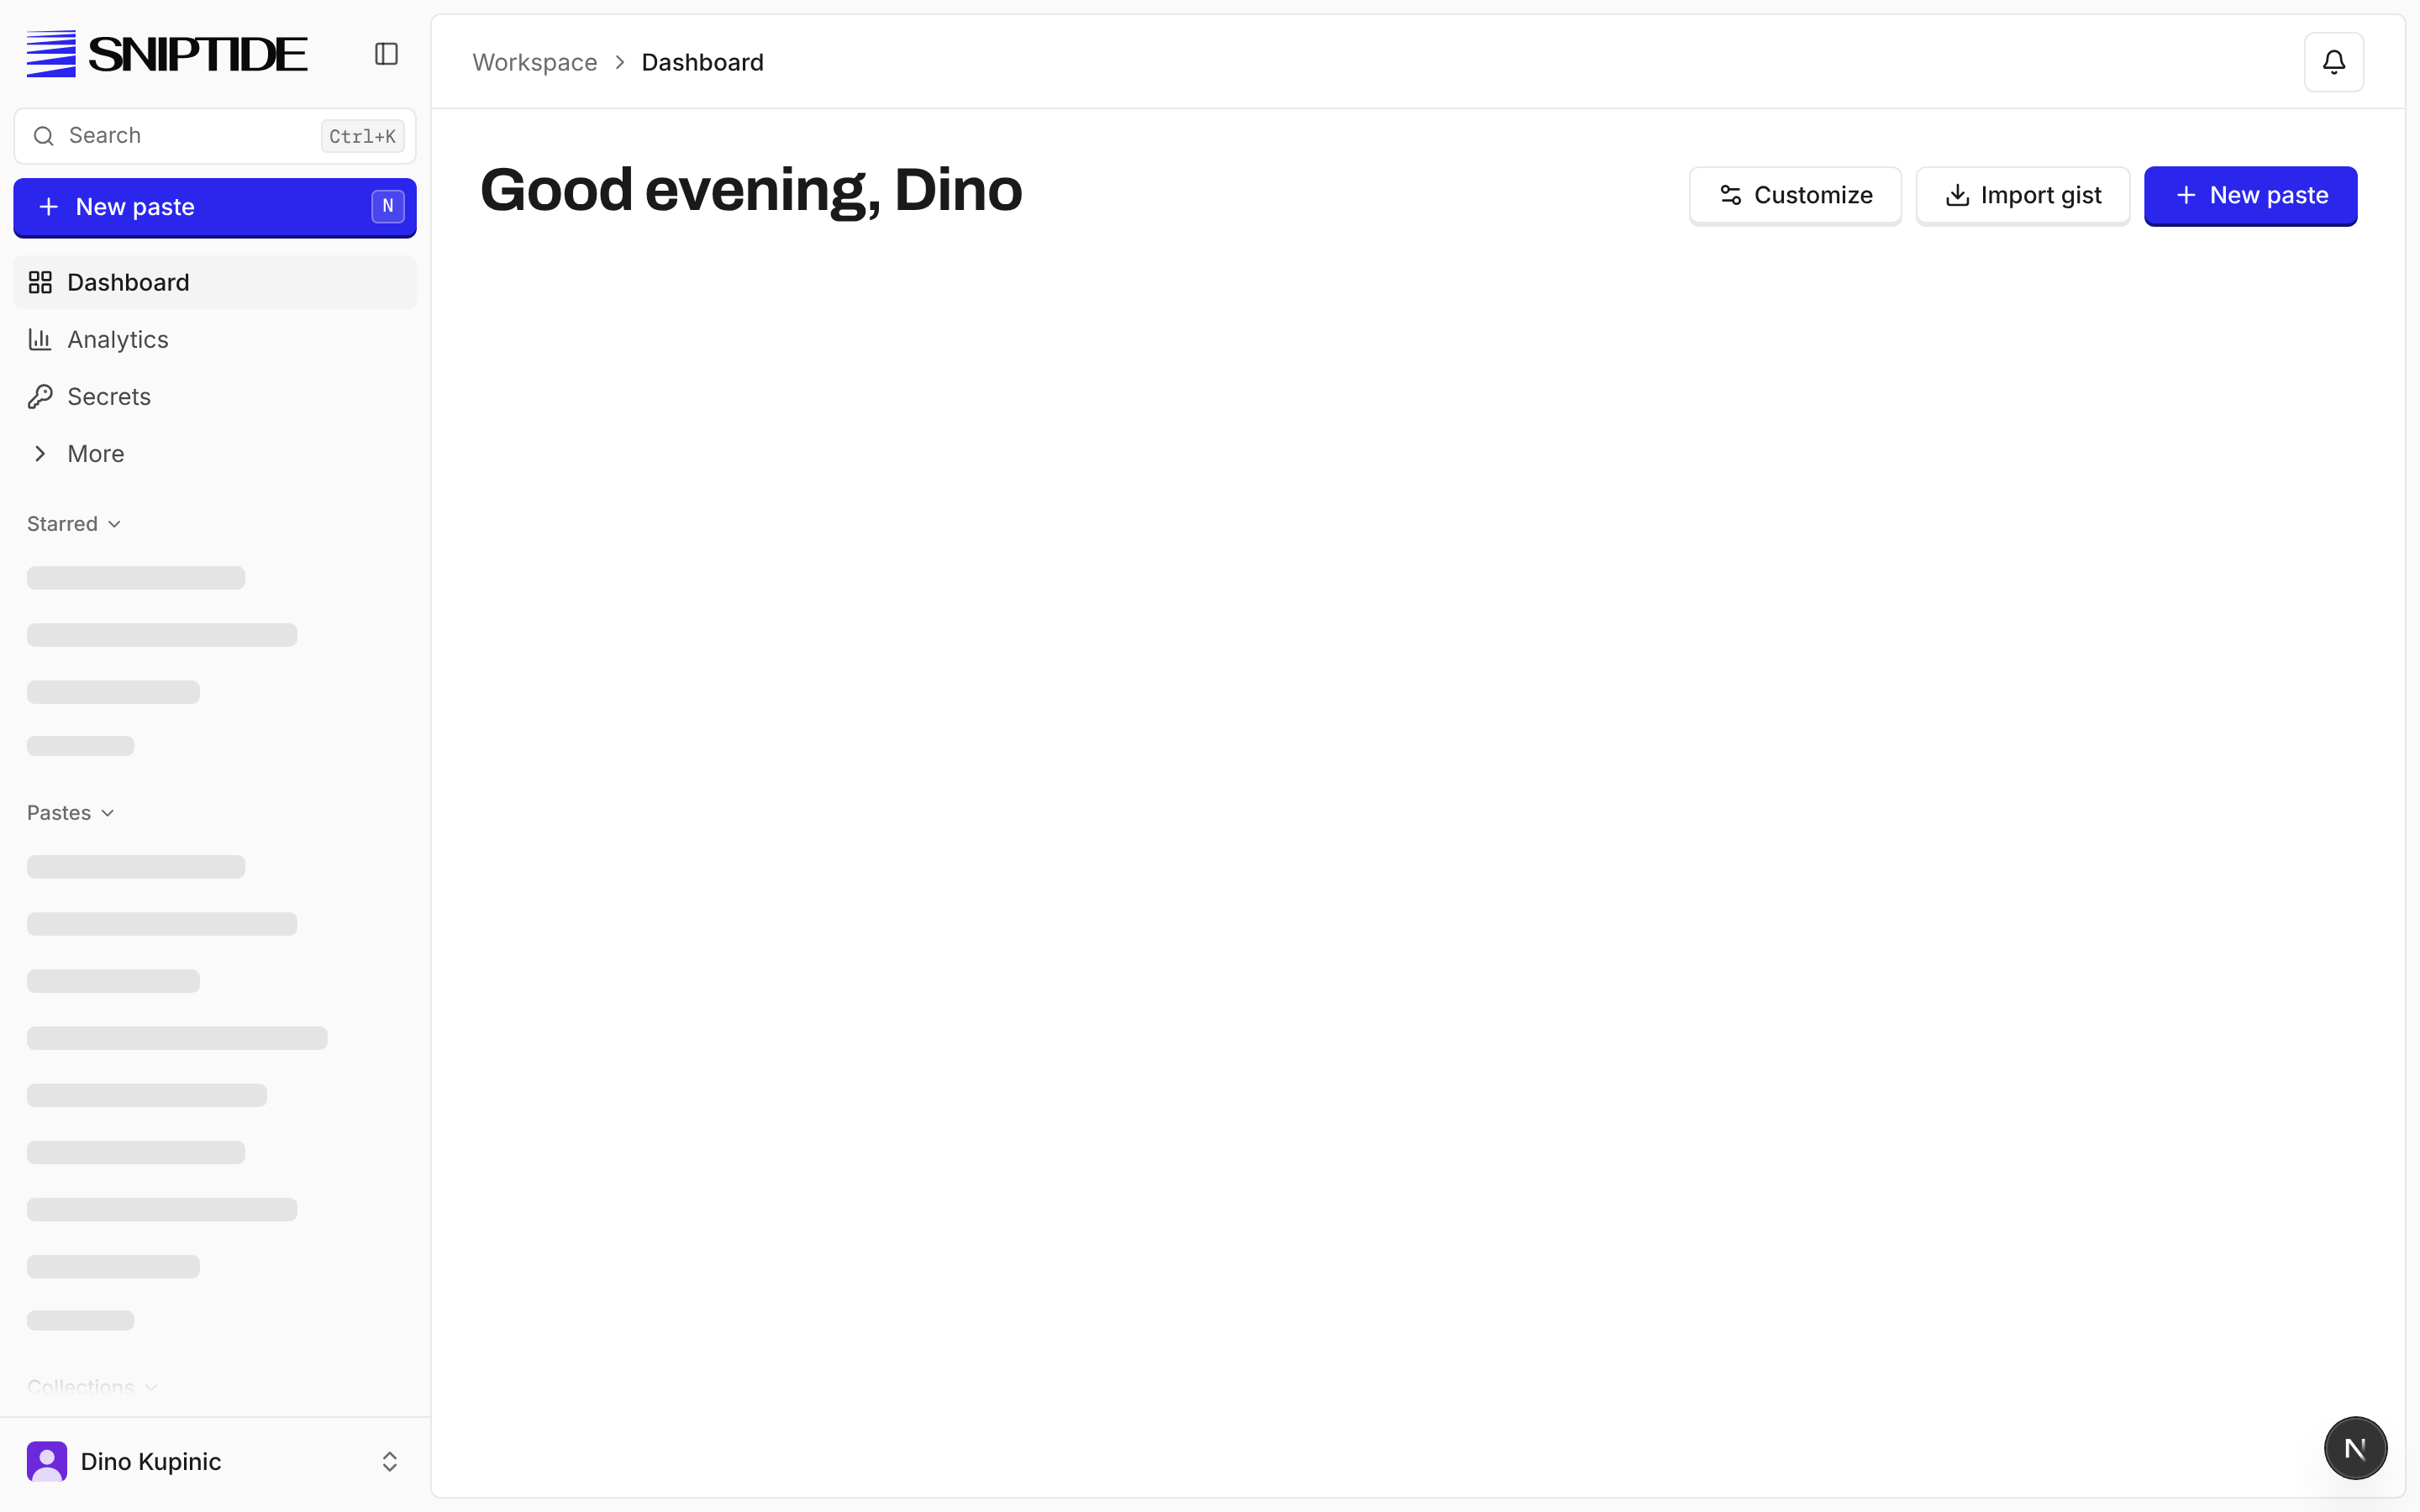 SNIPTIDE
Search Ctrl+K
New paste N
Dashboard
Analytics
Secrets
More
Starred
Pastes
Collections
Dino Kupinic
Workspace Dashboard
Good evening, Dino
Customize Import gist New paste
N